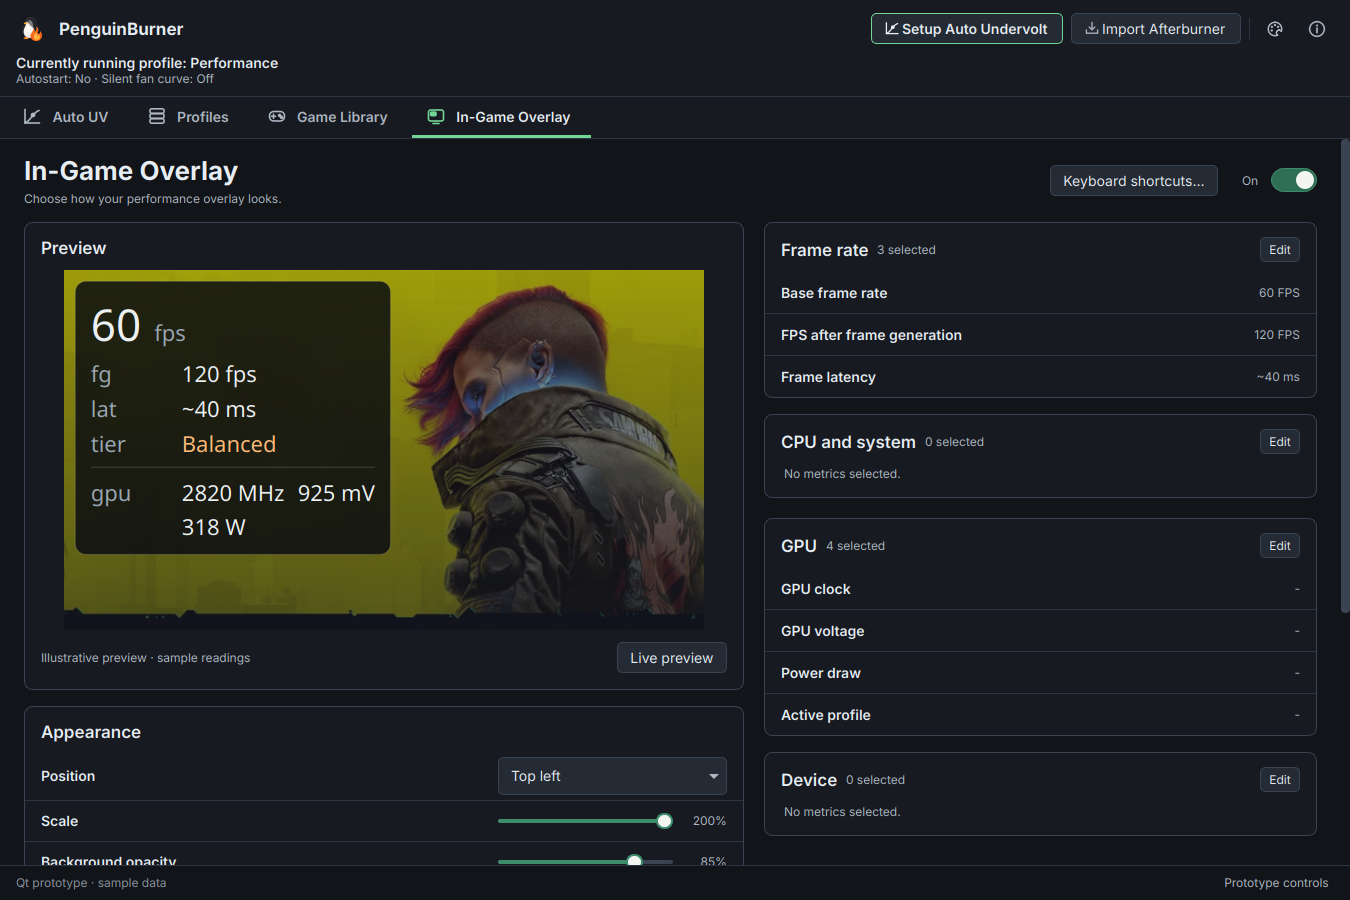 PenguinBurner
Setup Auto Undervolt
Import Afterburner
Currently running profile: Performance
Autostart: No · Silent fan curve: Off
Auto UV
Profiles
Game Library
In-Game Overlay
In-Game Overlay
Choose how your performance overlay looks.
Keyboard shortcuts...
On
Preview
60 fps
fg 120 fps
lat ~40 ms
tier Balanced
gpu 2820 MHz 925 mV
318 W
Illustrative preview · sample readings
Live preview
Appearance
Position Top left
Scale 200%
Background opacity 85%
Frame rate 3 selected Edit
Base frame rate 60 FPS
FPS after frame generation 120 FPS
Frame latency ~40 ms
CPU and system 0 selected Edit
No metrics selected.
GPU 4 selected Edit
GPU clock -
GPU voltage -
Power draw -
Active profile -
Device 0 selected Edit
No metrics selected.
Qt prototype · sample data
Prototype controls